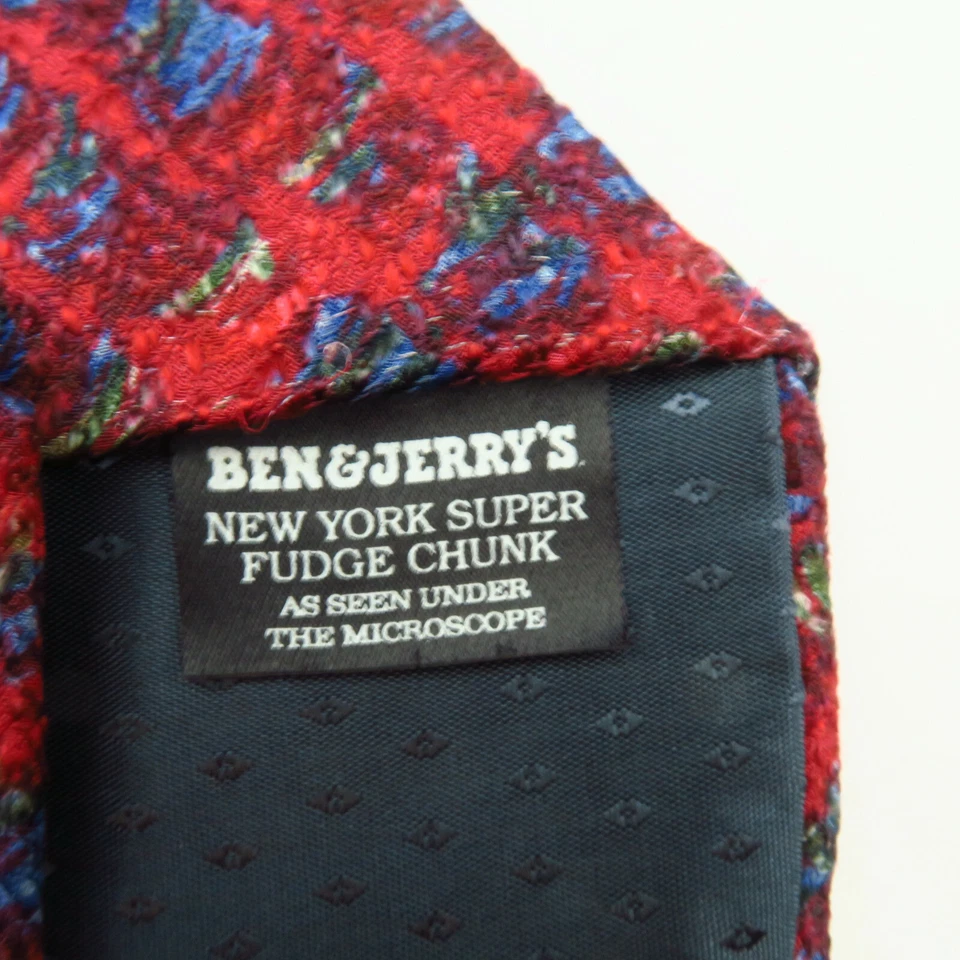 BEN&JERRY'S
NEW YORK SUPER
FUDGE CHUNK
AS SEEN UNDER
THE MICROSCOPE